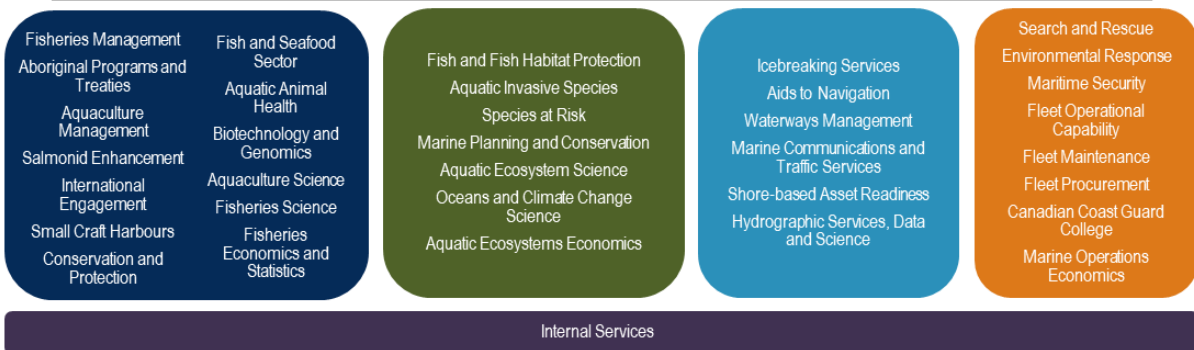 Fisheries Management
Aboriginal Programs and
Treaties
Aquaculture
Management
Salmonid Enhancement
International
Engagement
Small Craft Harbours
Conservation and
Protection
Fish and Seafood
Sector
Aquatic Animal
Health
Biotechnology and
Genomics
Aquaculture Science
Fisheries Science
Fisheries
Economics and
Statistics
Fish and Fish Habitat Protection
Aquatic Invasive Species
Species at Risk
Marine Planning and Conservation
Aquatic Ecosystem Science
Oceans and Climate Change
Science
Aquatic Ecosystems Economics
Icebreaking Services
Aids to Navigation
Waterways Management
Marine Communications and
Traffic Services
Shore-based Asset Readiness
Hydrographic Services, Data
and Science
Search and Rescue
Environmental Response
Maritime Security
Fleet Operational
Capability
Fleet Maintenance
Fleet Procurement
Canadian Coast Guard
College
Marine Operations
Economics
Internal Services